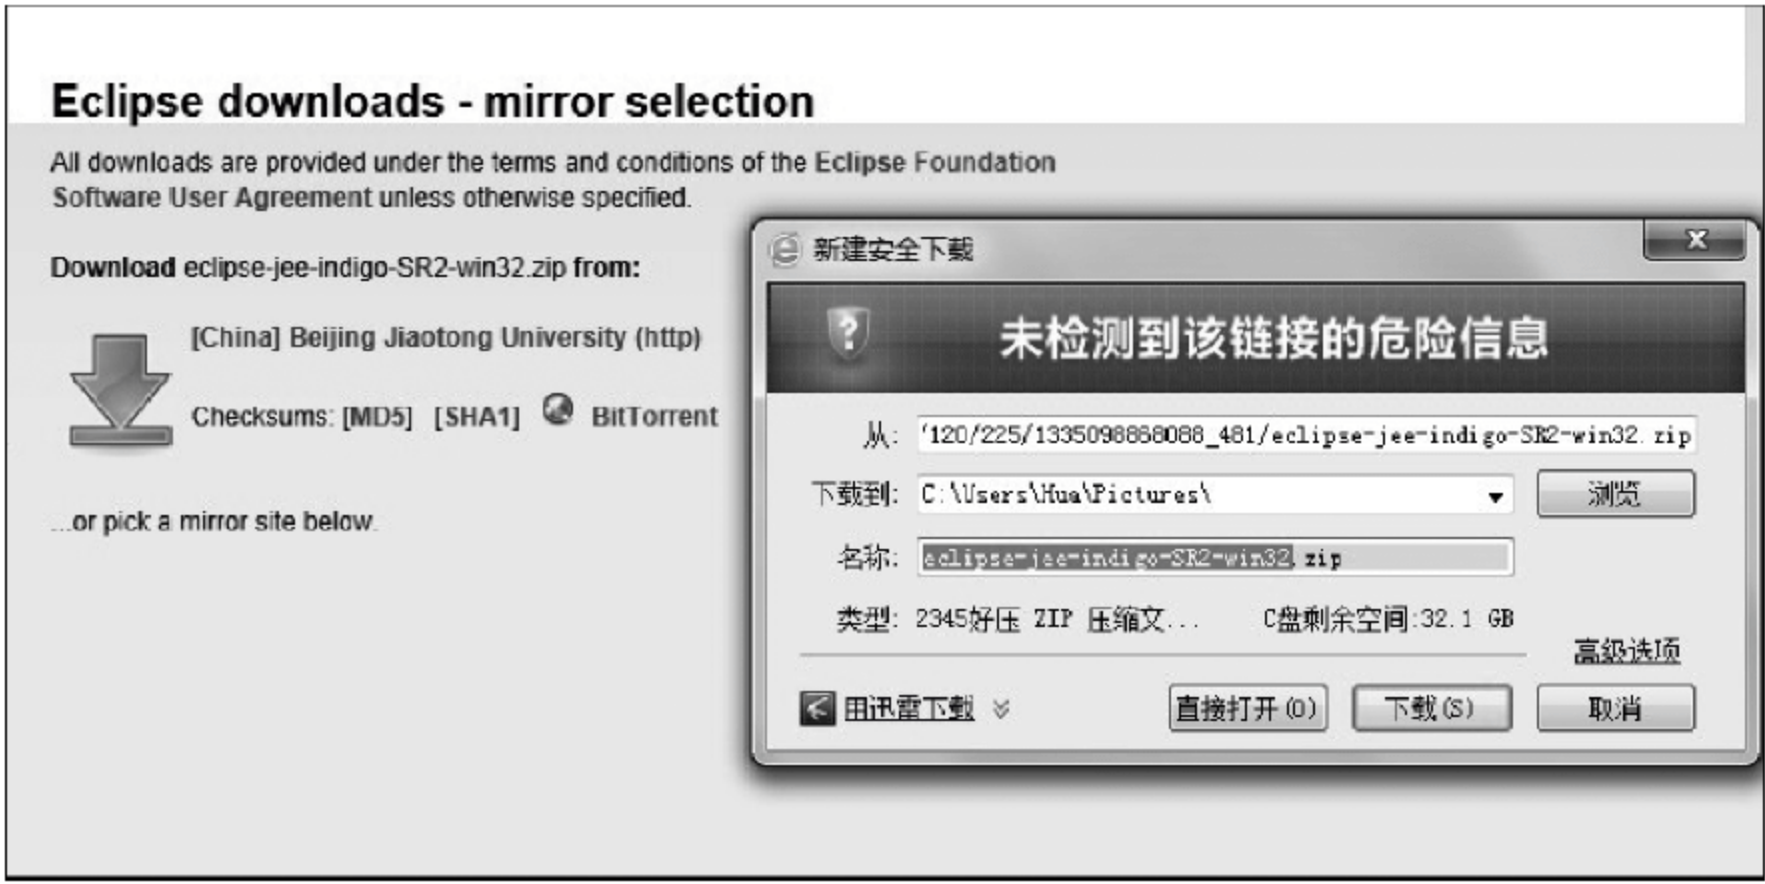 Eclipse downloads - mirror selection
All downloads are provided under the terms and conditions of the Eclipse Foundation
Software User Agreement unless otherwise specified.
Download eclipse-jee-indigo-SR2-win32.zip from:
[China] Beijing Jiaotong University (http)
Checksums: [MD5] [SHA1] BitTorrent
...or pick a mirror site below.
新建安全下载
x
未检测到该链接的危险信息
从: '120/225/1335098868088_481/eclipse-jee-indigo-SR2-win32.zip
下载到: C:\Users\Hua\Pictures\ 浏览
名称: eclipse-jee-indigo-SR2-win32.zip
类型: 2345好压 ZIP 压缩文... C盘剩余空间:32.1 GB
高级选项
用迅雷下载 直接打开(O) 下载(S) 取消